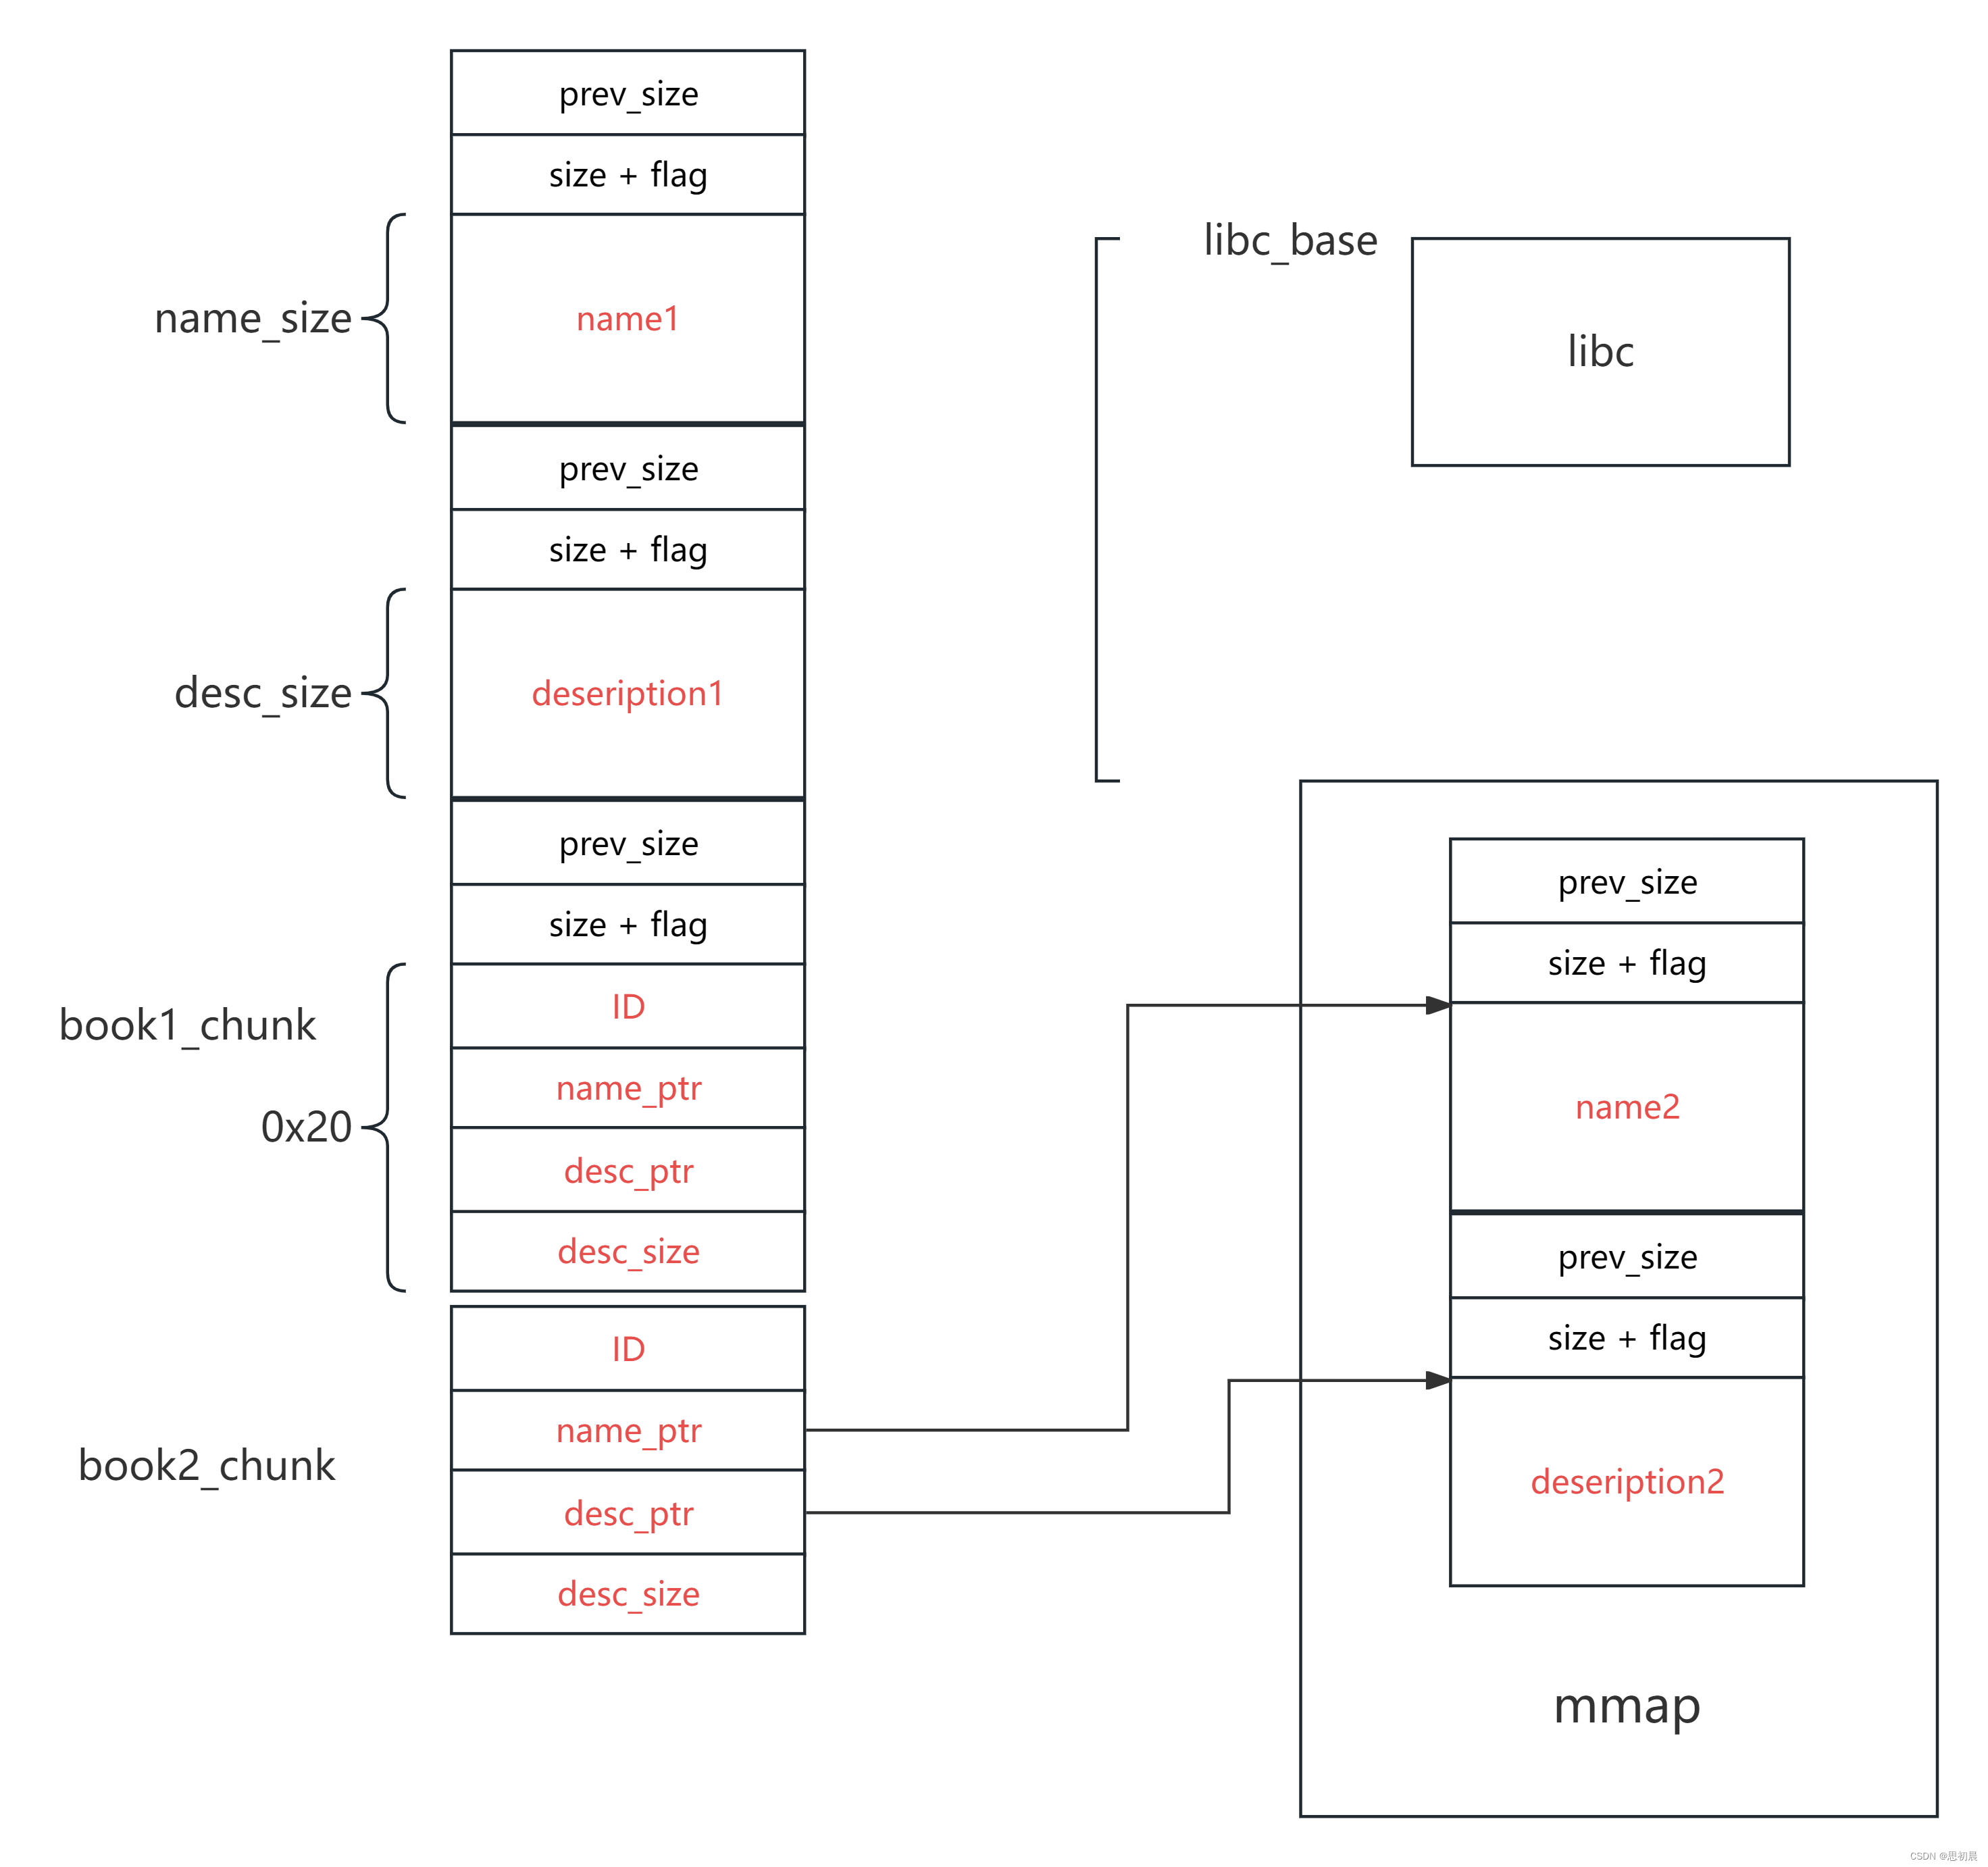 prev_size
size + flag
name_size
name1
prev_size
size + flag
desc_size
deseription1
prev_size
size + flag
book1_chunk
0x20
ID
name_ptr
desc_ptr
desc_size
book2_chunk
ID
name_ptr
desc_ptr
desc_size
libc_base
libc
prev_size
size + flag
name2
prev_size
size + flag
deseription2
mmap
CSDN @思初晨